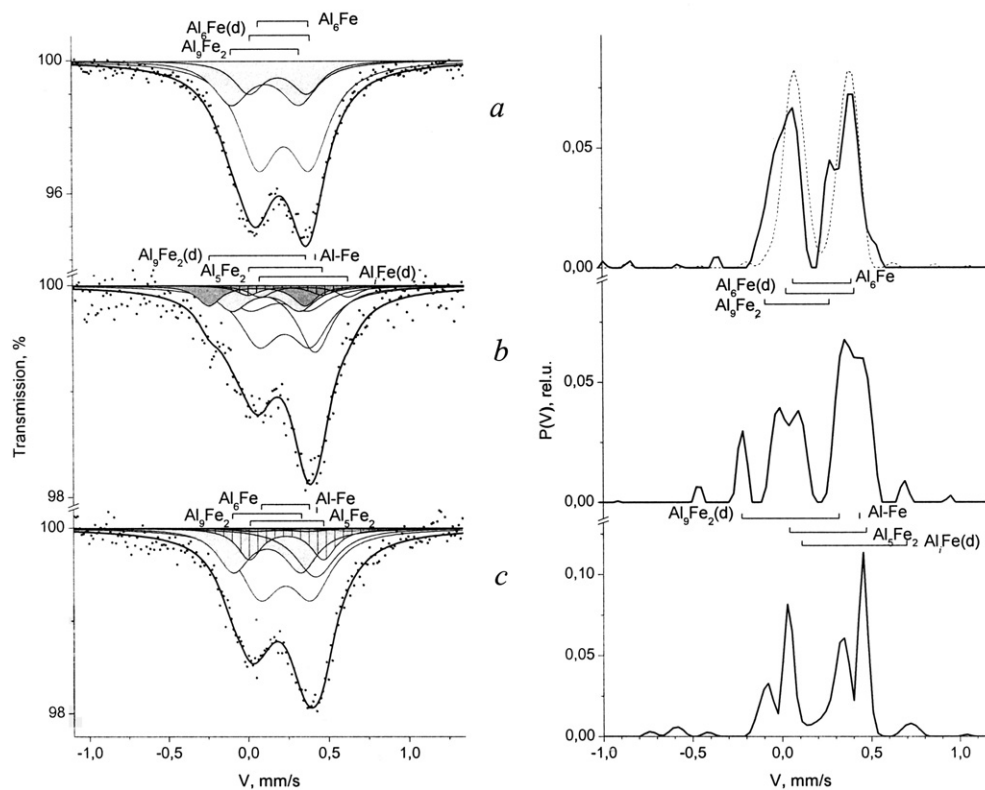 Al6Fe
Al6Fe(d)
Al9Fe2
100
96
Transmission, %
a
Al9Fe2(d)
Al-Fe
Al5Fe2
AlIFe(d)
100
98
b
Al6Fe
Al-Fe
Al9Fe2
Al5Fe2
100
98
c
-1,0
-0,5
0,0
0,5
1,0
V, mm/s
0,05
0,00
Al6Fe
Al6Fe(d)
Al9Fe2
P(V), rel.u.
0,05
0,00
Al9Fe2(d)
Al-Fe
Al5Fe2
AlIFe(d)
0,10
0,05
0,00
-1,0
-0,5
0,0
0,5
1,0
V, mm/s